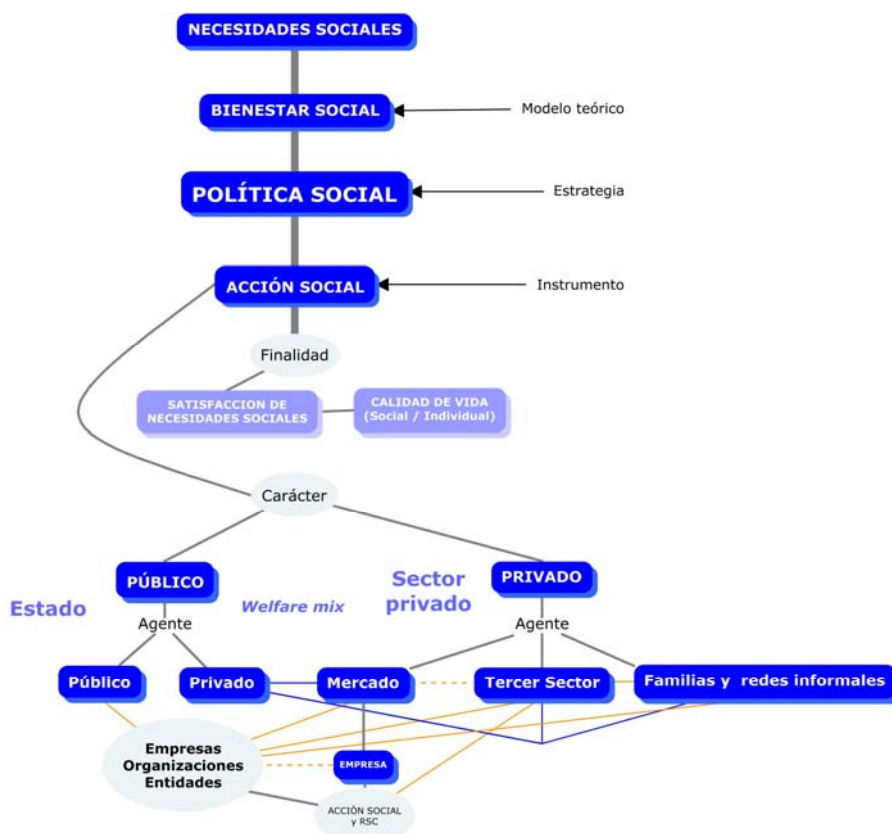 NECESIDADES SOCIALES
BIENESTAR SOCIAL
Modelo teórico
POLÍTICA SOCIAL
Estrategia
ACCIÓN SOCIAL
Instrumento
Finalidad
SATISFACCION DE
NECESIDADES SOCIALES
CALIDAD DE VIDA
(Social / Individual)
Carácter
PÚBLICO
PRIVADO
Estado
Welfare mix
Sector
privado
Agente
Agente
Público
Privado
Mercado
Tercer Sector
Familias y redes informales
Empresas
Organizaciones
Entidades
EMPRESA
ACCIÓN SOCIAL
y RSC